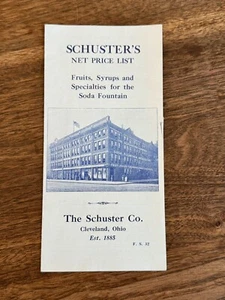 SCHUSTER'S
NET PRICE LIST
Fruits, Syrups and
Specialties for the
Soda Fountain
The Schuster Co.
Cleveland, Ohio
Est. 1885